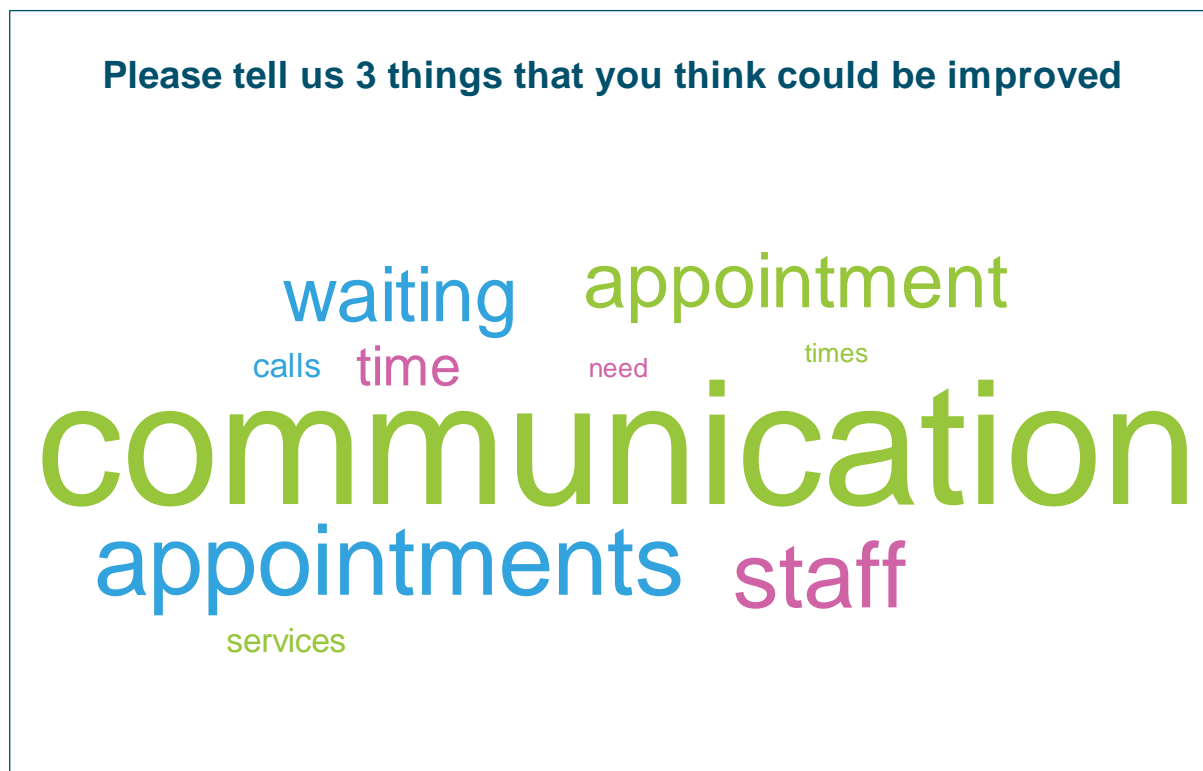 Please tell us 3 things that you think could be improved
waiting appointment
calls time need times
communication
appointments staff
services